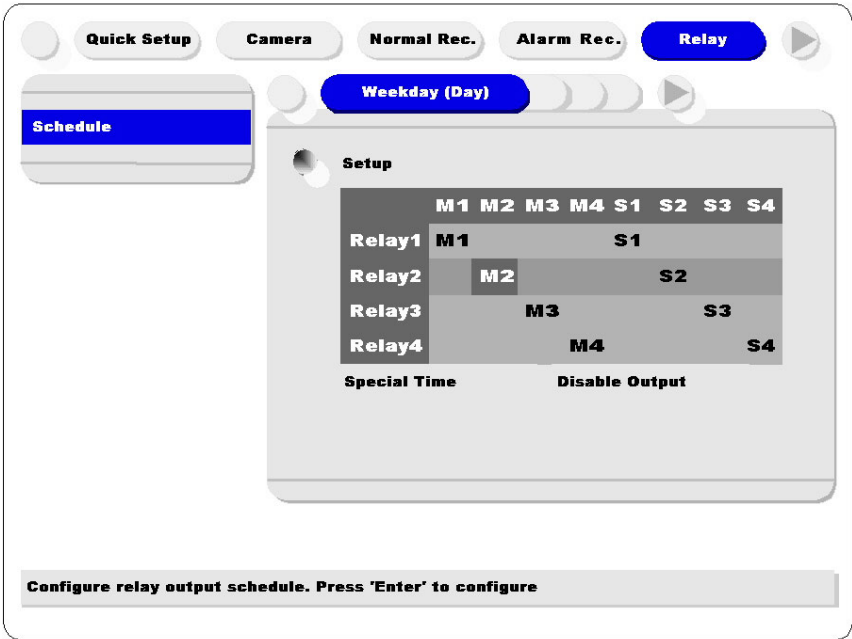 Quick Setup Camera Normal Rec. Alarm Rec. Relay
Weekday (Day)
Schedule
Setup
M1 M2 M3 M4 S1 S2 S3 S4
Relay1 M1 S1
Relay2 M2 S2
Relay3 M3 S3
Relay4 M4 S4
Special Time Disable Output
Configure relay output schedule. Press 'Enter' to configure